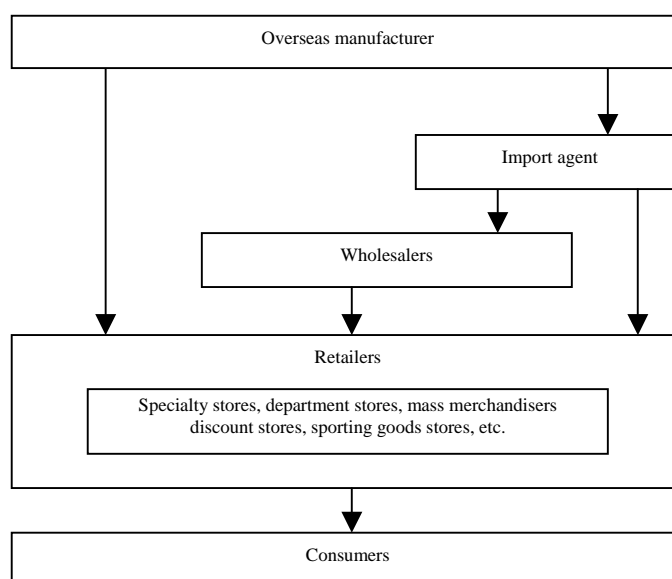 Overseas manufacturer
Import agent
Wholesalers
Retailers
Specialty stores, department stores, mass merchandisers
discount stores, sporting goods stores, etc.
Consumers